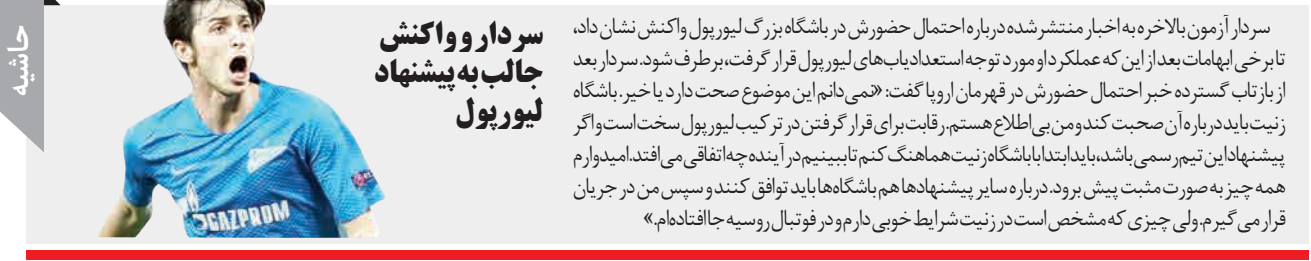 حاشیه
سردار و واکنش
جالب به پیشنهاد
لیورپول
سردار آزمون بالاخره به اخبار منتشر شده درباره احتمال حضورش در باشگاه بزرگ لیورپول واکنش نشان داد،
تا برخی ابهامات بعد از این که عملکرد او مورد توجه استعدادیاب‌های لیورپول قرار گرفت، برطرف شود. سردار بعد
از بازتاب گسترده خبر احتمال حضورش در قهرمان اروپا گفت: «نمی‌دانم این موضوع صحت دارد یا خیر. باشگاه
زنیت باید درباره آن صحبت کند و من بی‌اطلاع هستم. رقابت برای قرار گرفتن در ترکیب لیورپول سخت است و اگر
پیشنهاد این تیم رسمی باشد، باید ابتدا با باشگاه زنیت هماهنگ کنم تا ببینیم در آینده چه اتفاقی می‌افتد. امیدوارم
همه چیز به صورت مثبت پیش برود. درباره سایر پیشنهادها هم باشگاه‌ها باید توافق کنند و سپس من در جریان
قرار می‌گیرم. ولی چیزی که مشخص است در زنیت شرایط خوبی دارم و در فوتبال روسیه جا افتاده‌ام.»
GAZPROM